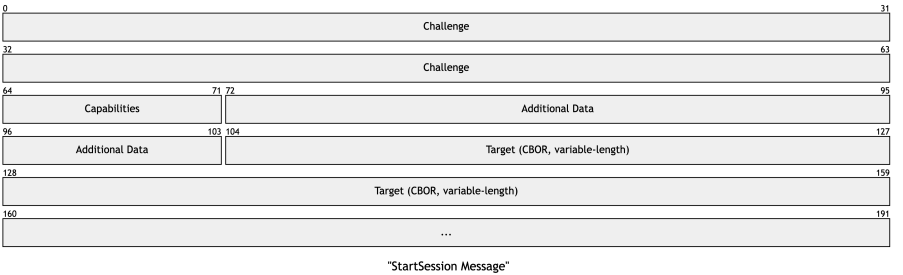 0 31
Challenge
32 63
Challenge
64 71 72 95
Capabilities Additional Data
96 103 104 127
Additional Data Target (CBOR, variable-length)
128 159
Target (CBOR, variable-length)
160 191
...
"StartSession Message"